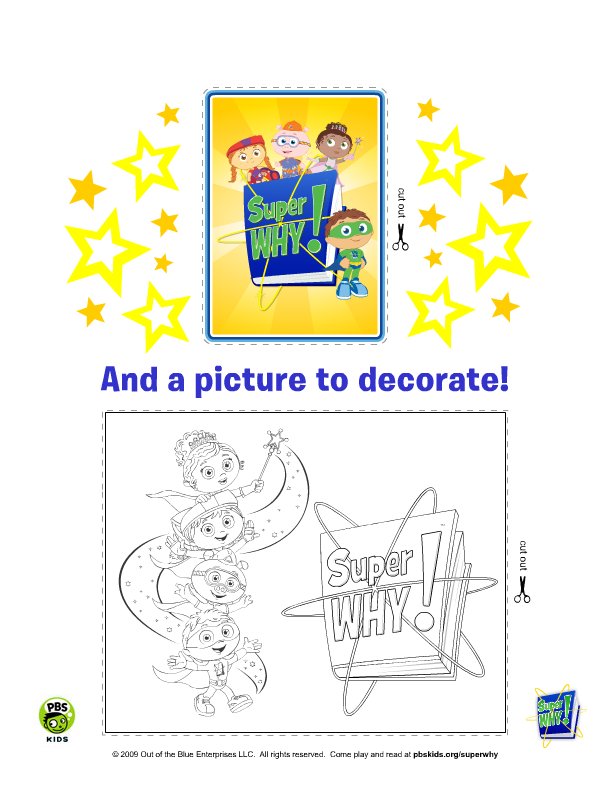 Super
WHY!
cut out
And a picture to decorate!
Super
WHY!
cut out
PBS
KIDS
Super
WHY!
© 2009 Out of the Blue Enterprises LLC. All rights reserved. Come play and read at pbskids.org/superwhy